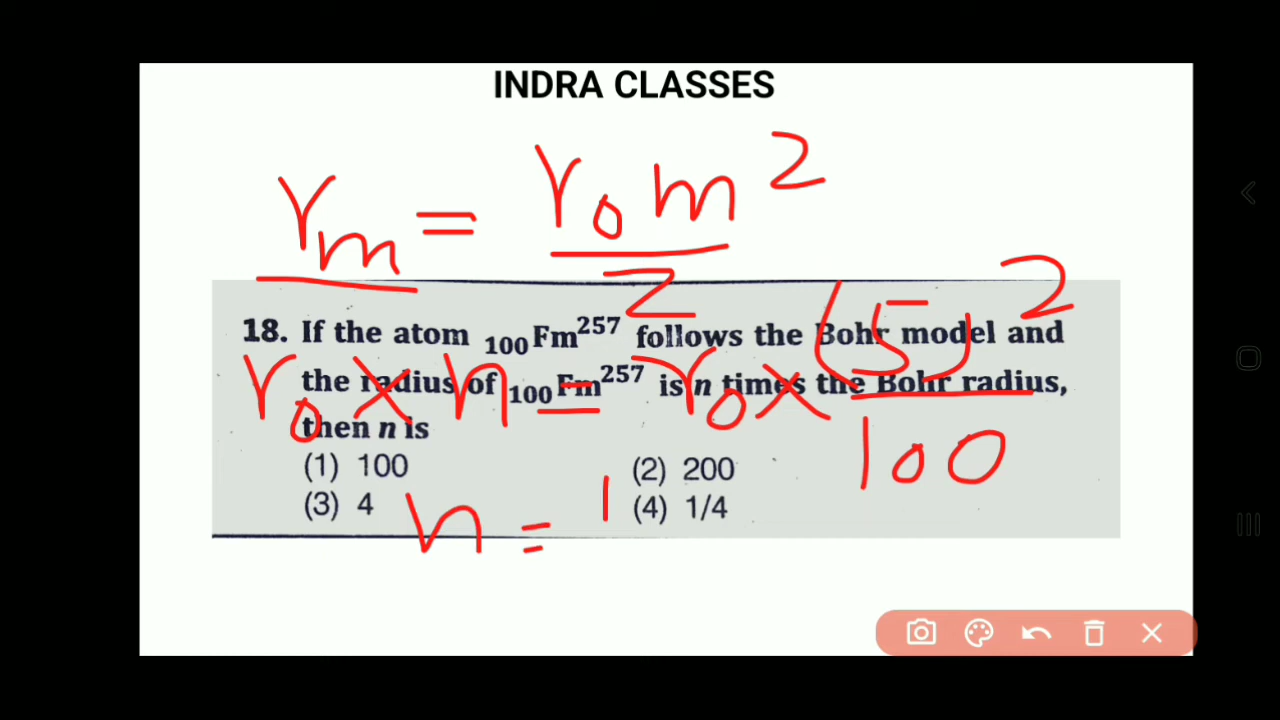 INDRA CLASSES
rₘ = r₀m²
Z
18. If the atom ₁₀₀Fm²⁵⁷ follows the Bohr model and
the radius of ₁₀₀Fm²⁵⁷ is n times the Bohr radius,
then n is
(1) 100 (2) 200
(3) 4 (4) 1/4
r₀ × n = r₀ × (5)²
100
n = 1